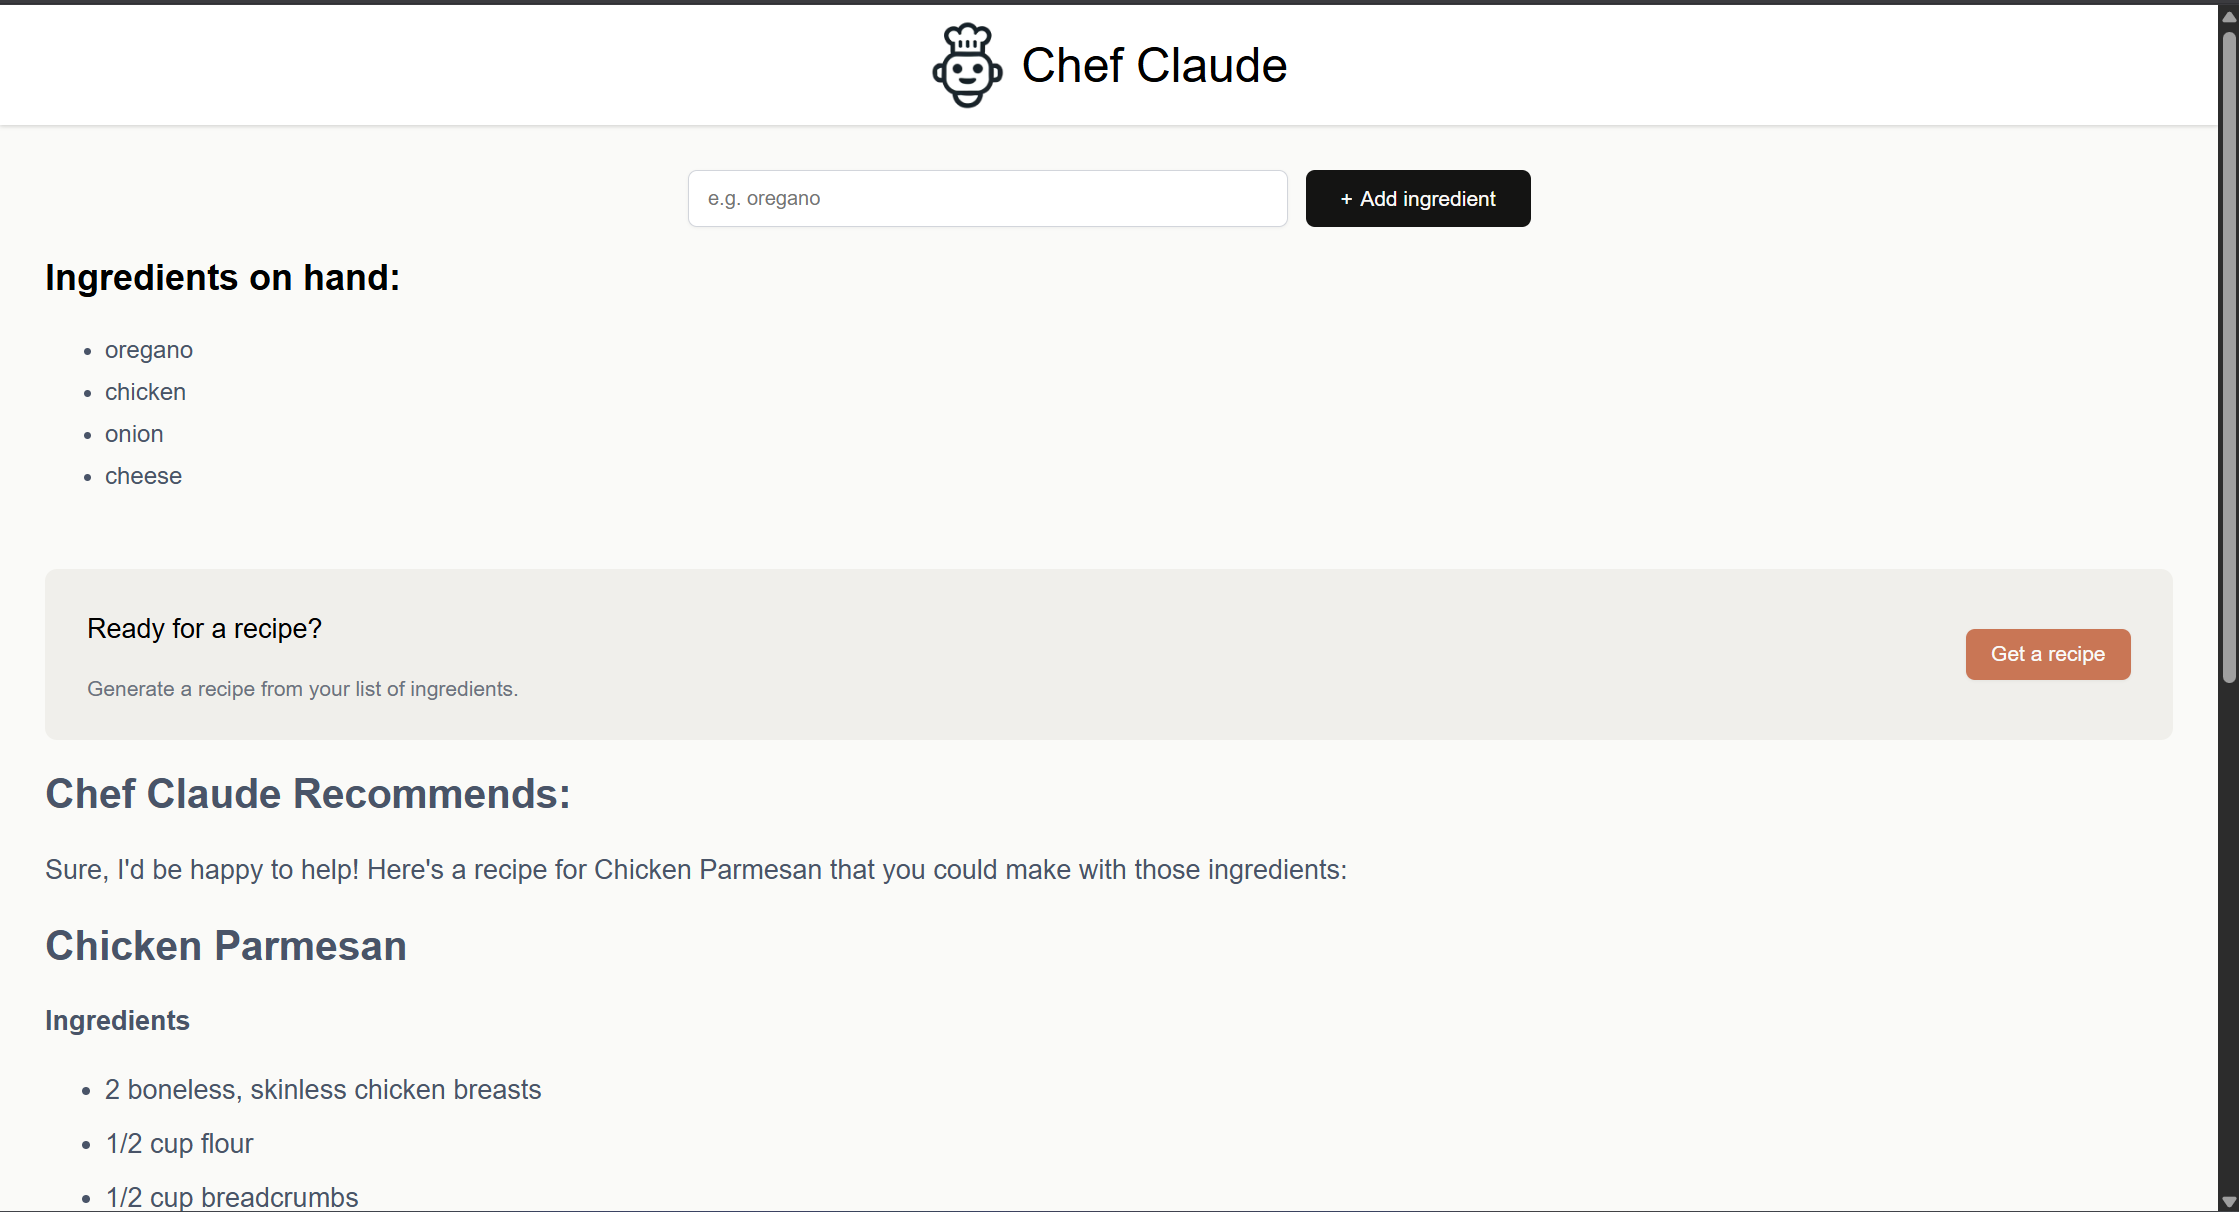 Chef Claude
e.g. oregano
+ Add ingredient
Ingredients on hand:
oregano
chicken
onion
cheese
Ready for a recipe?
Generate a recipe from your list of ingredients.
Get a recipe
Chef Claude Recommends:
Sure, I'd be happy to help! Here's a recipe for Chicken Parmesan that you could make with those ingredients:
Chicken Parmesan
Ingredients
2 boneless, skinless chicken breasts
1/2 cup flour
1/2 cup breadcrumbs